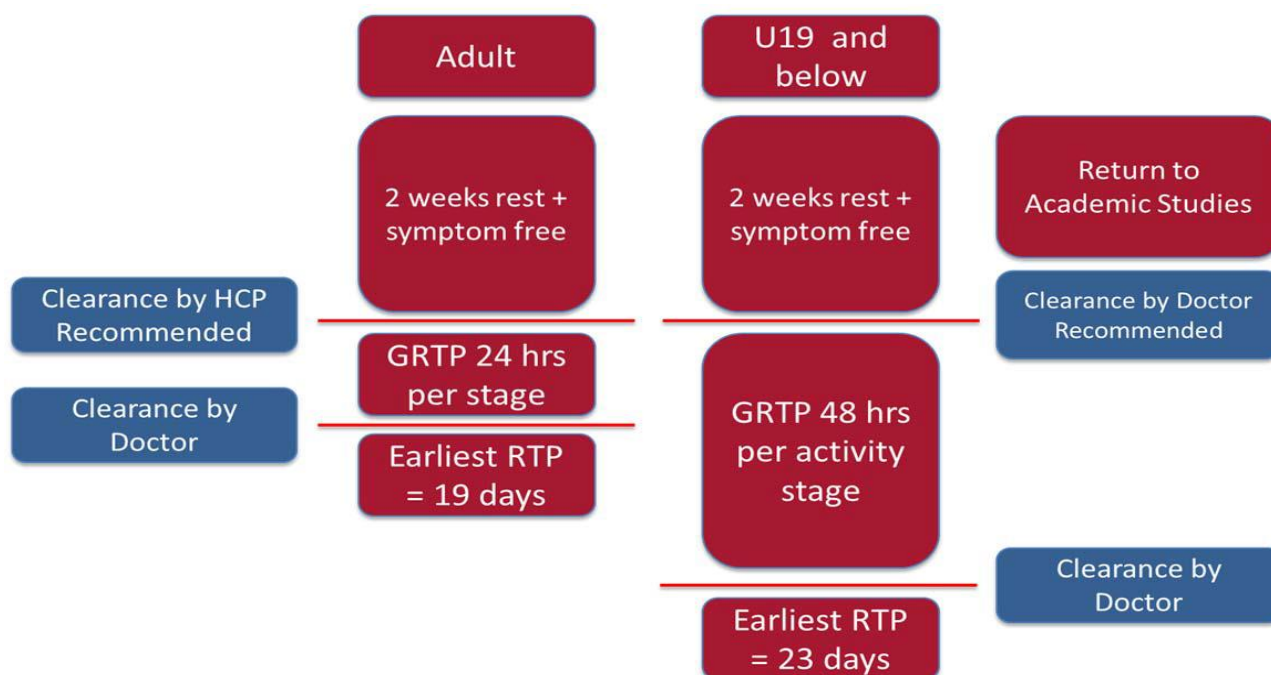 Adult
U19 and
below
2 weeks rest +
symptom free
2 weeks rest +
symptom free
Return to
Academic Studies
Clearance by HCP
Recommended
Clearance by Doctor
Recommended
GRTP 24 hrs
per stage
GRTP 48 hrs
per activity
stage
Clearance by
Doctor
Earliest RTP
= 19 days
Clearance by
Doctor
Earliest RTP
= 23 days